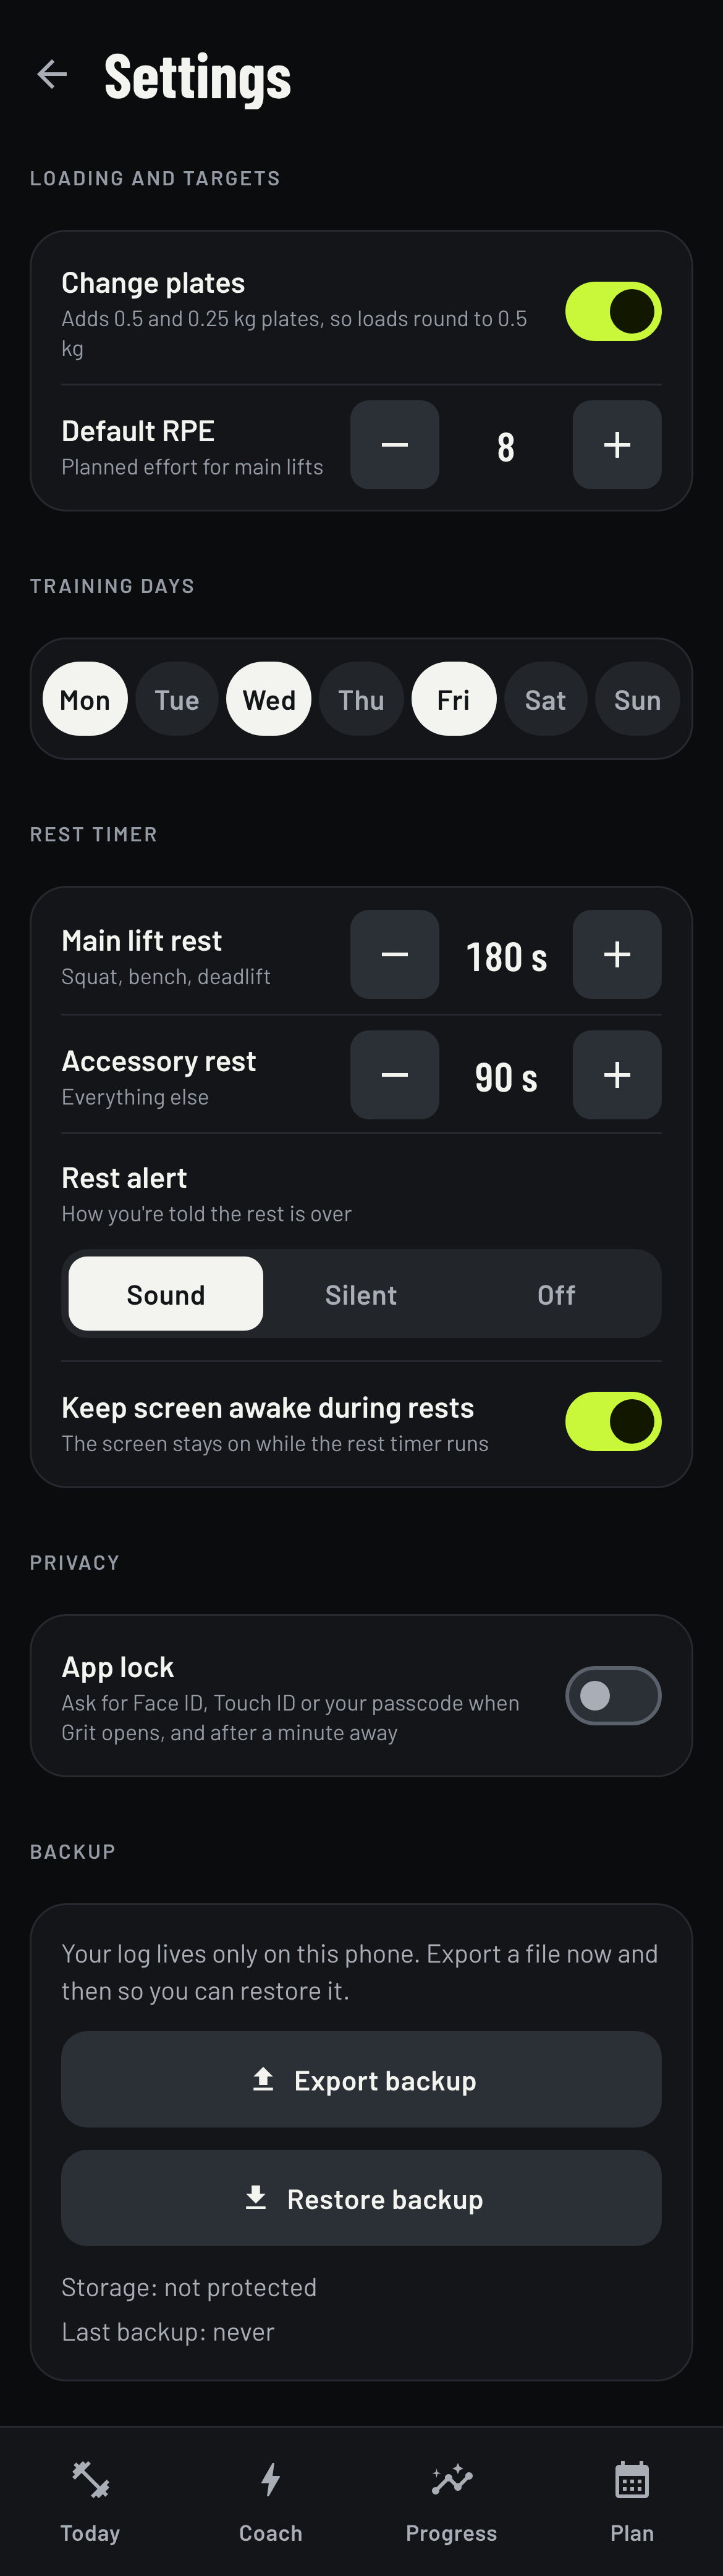 Settings
LOADING AND TARGETS
Change plates
Adds 0.5 and 0.25 kg plates, so loads round to 0.5
kg
Default RPE
Planned effort for main lifts
8
TRAINING DAYS
Mon Tue Wed Thu Fri Sat Sun
REST TIMER
Main lift rest
Squat, bench, deadlift
180 s
Accessory rest
Everything else
90 s
Rest alert
How you're told the rest is over
Sound Silent Off
Keep screen awake during rests
The screen stays on while the rest timer runs
PRIVACY
App lock
Ask for Face ID, Touch ID or your passcode when
Grit opens, and after a minute away
BACKUP
Your log lives only on this phone. Export a file now and
then so you can restore it.
Export backup
Restore backup
Storage: not protected
Last backup: never
Today Coach Progress Plan